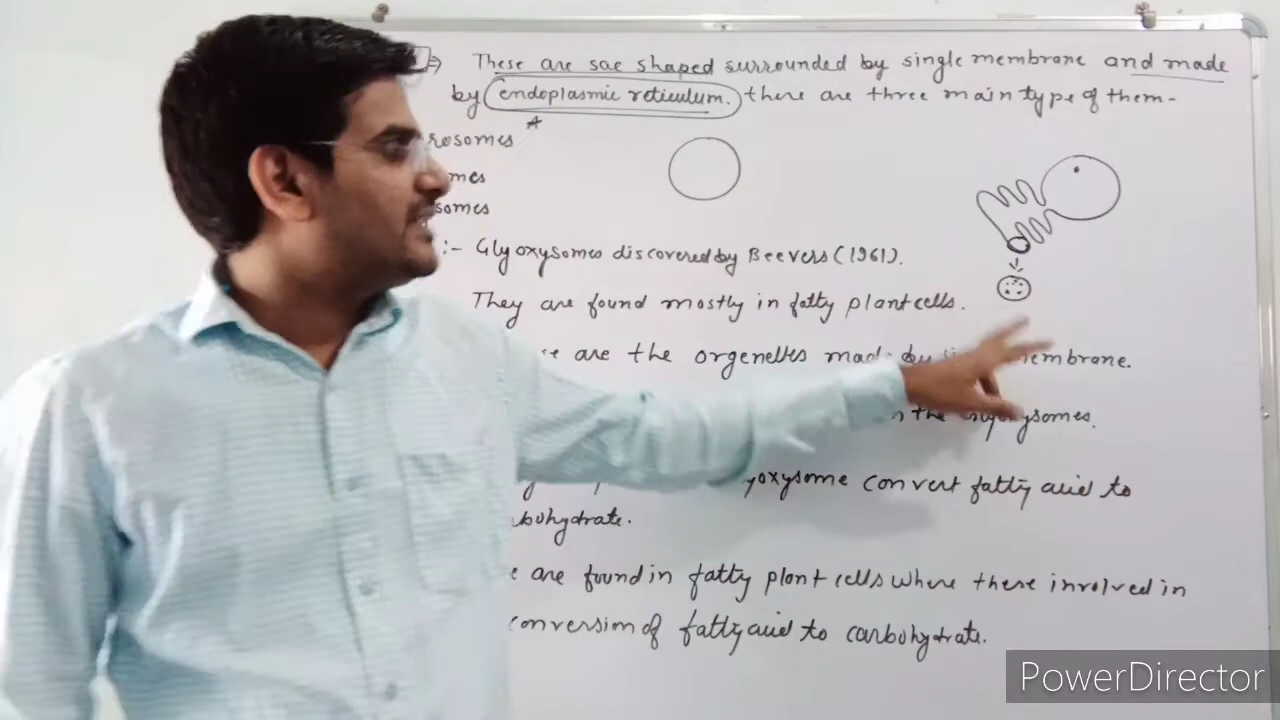 These are sac shaped surrounded by single membrane and made
by endoplasmic reticulum. there are three main type of them-
rosomes
mes
somes
:- Glyoxysomes discovered by Beevers (1961).
They are found mostly in fatty plant cells.
are the orgenelles made by membrane.
the
yoxysome convert fatty acid to
bohydrate.
are found in fatty plant cells where these involved in
conversion of fatty acid to carbohydrate.
PowerDirector